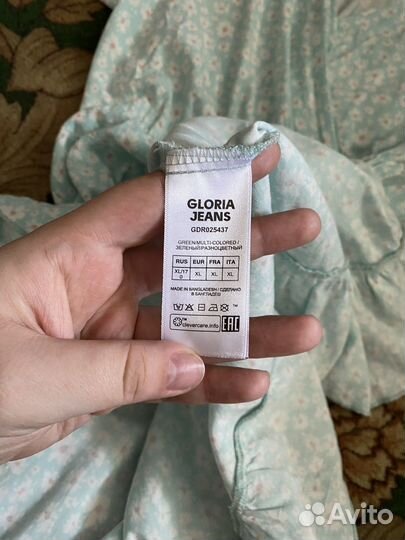 GLORIA
JEANS
GDR025437
GREEN/MULTI-COLORED /
ЗЕЛЕНЫЙ/РАЗНОЦВЕТНЫЙ
RUS EUR FRA ITA
XL/170 XL XL XL
MADE IN BANGLADESH / СДЕЛАНО
В БАНГЛАДЕШ
clevercare.info EAC
Avito